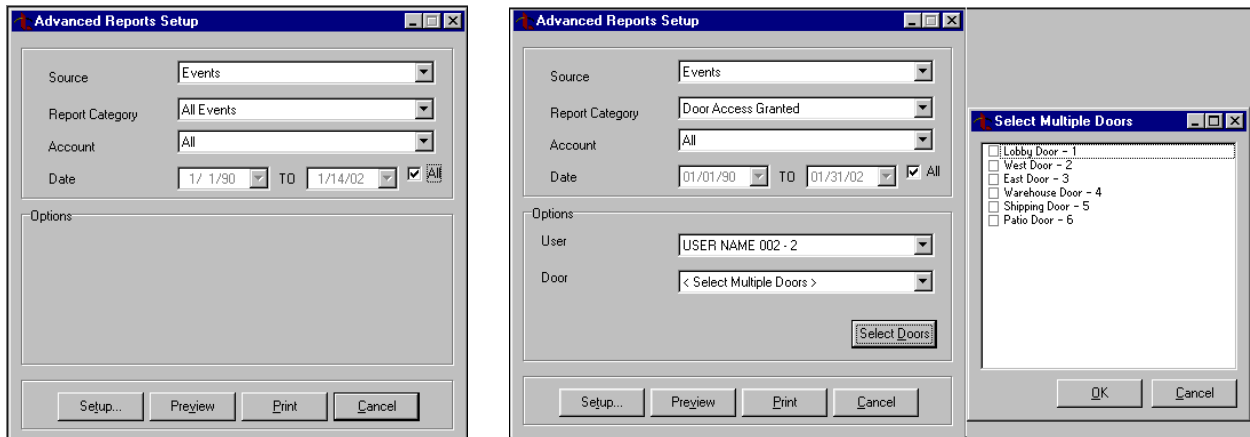 Advanced Reports Setup
Source Events
Report Category All Events
Account All
Date 1/ 1/90 TO 1/14/02 All
Options
Setup... Preview Print Cancel
Advanced Reports Setup
Source Events
Report Category Door Access Granted
Account All
Date 01/01/90 TO 01/31/02 All
Options
User USER NAME 002 - 2
Door < Select Multiple Doors >
Select Doors
Setup... Preview Print Cancel
Select Multiple Doors
Lobby Door - 1
West Door - 2
East Door - 3
Warehouse Door - 4
Shipping Door - 5
Patio Door - 6
OK Cancel